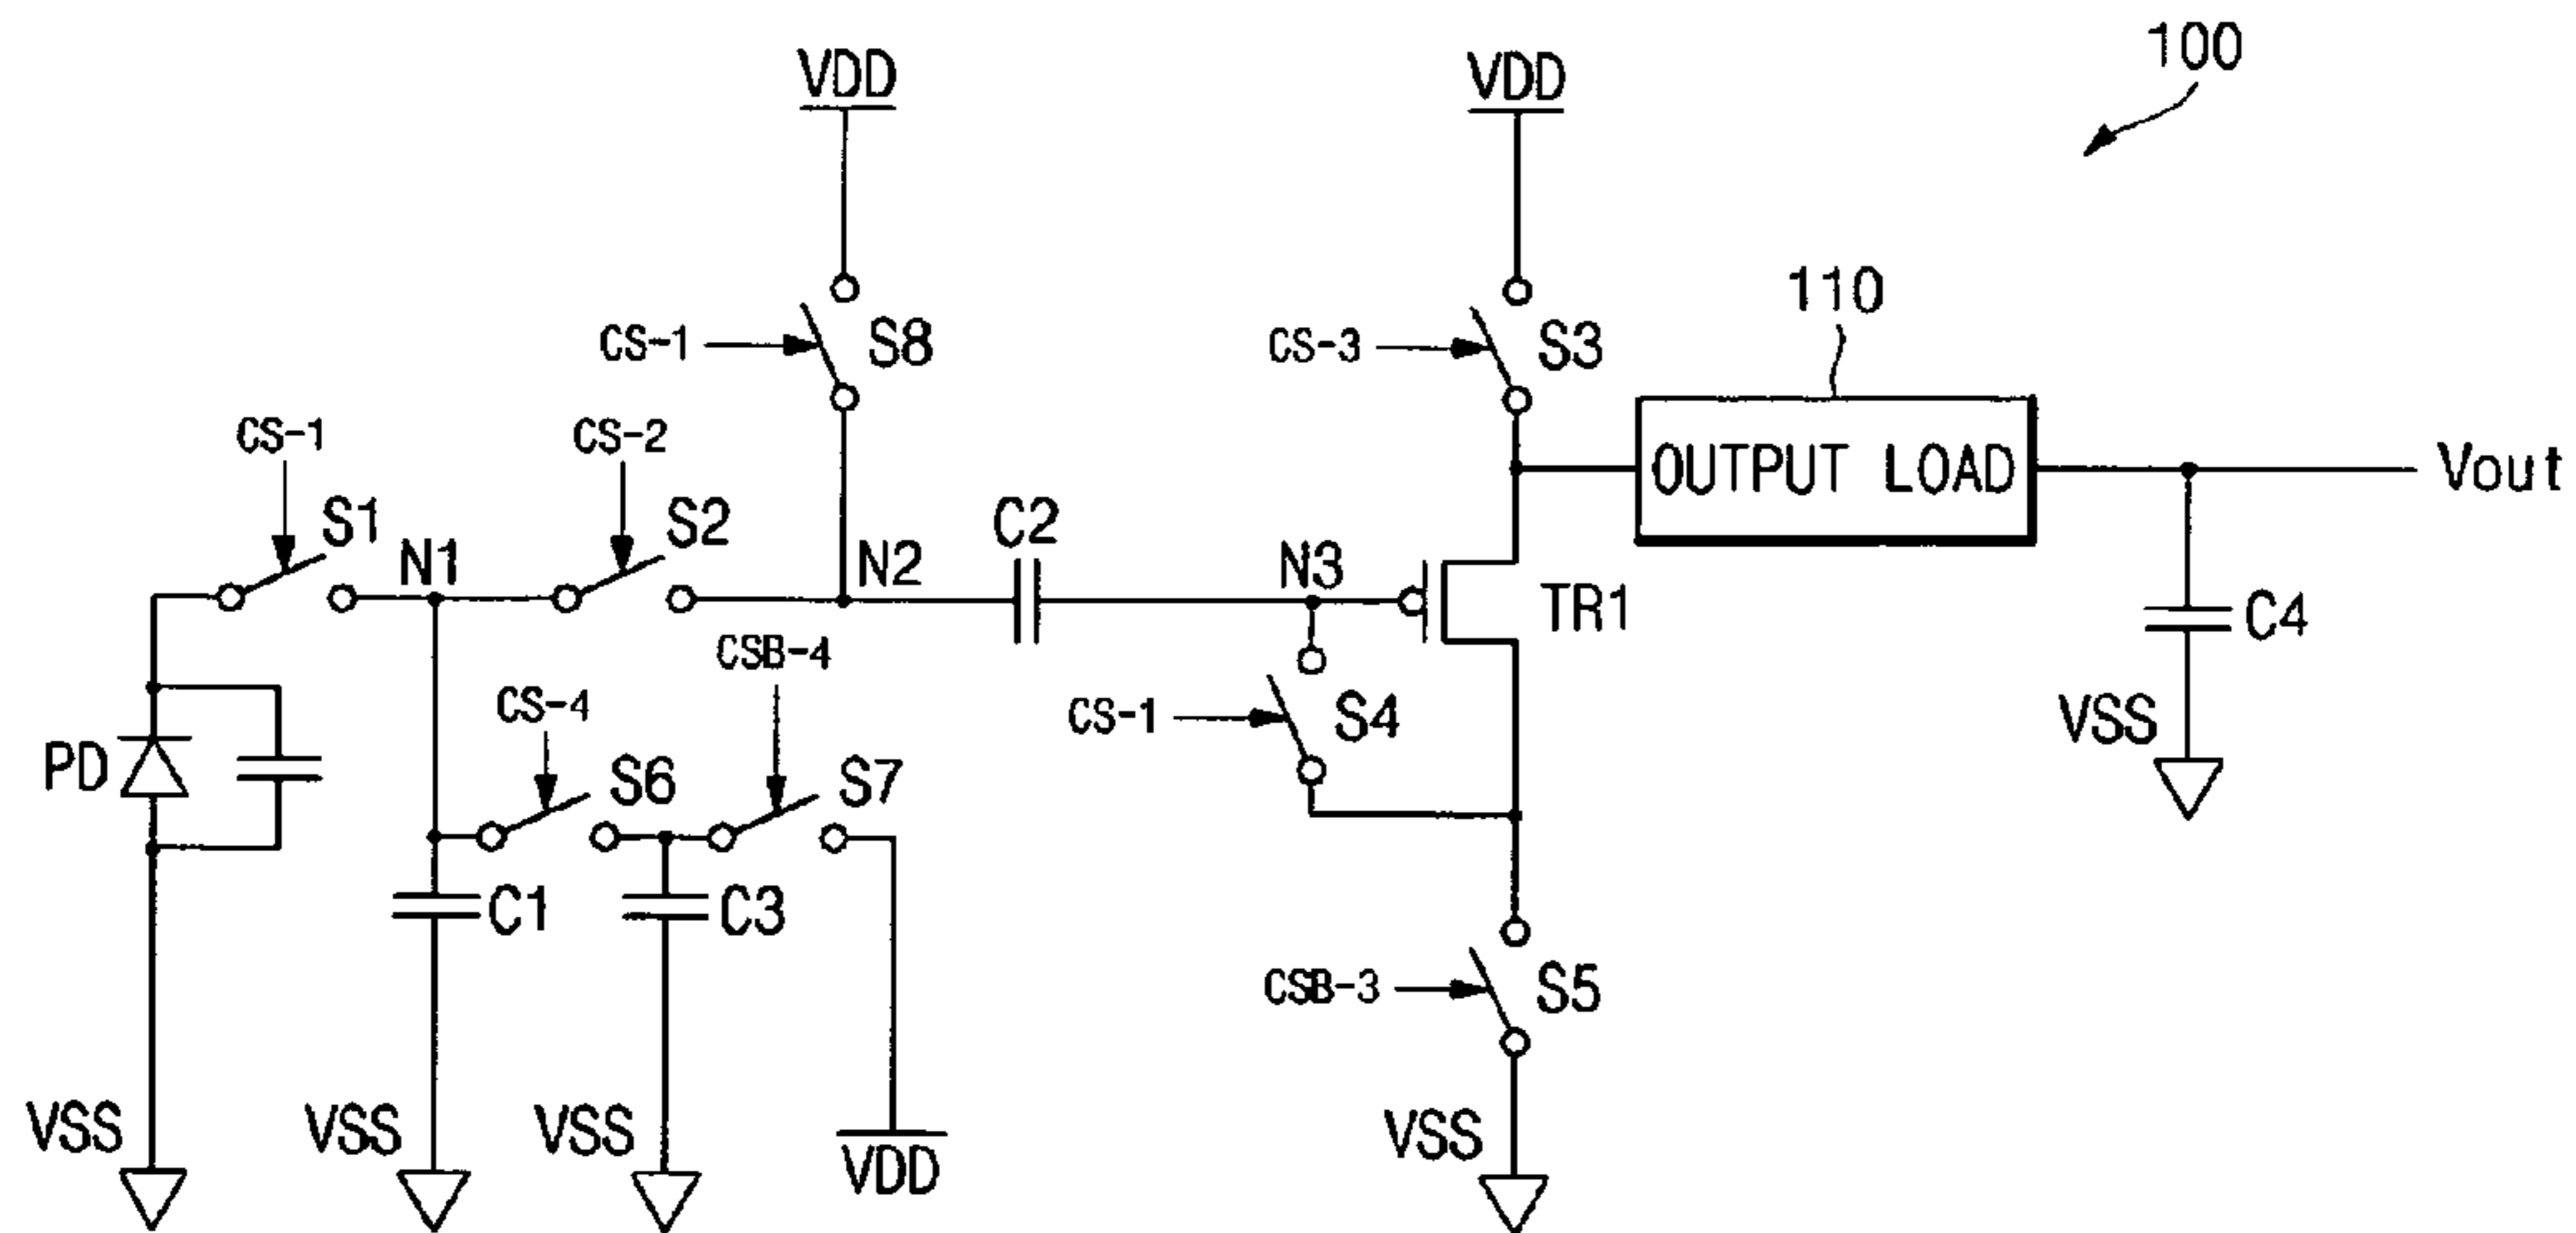 100
VDD
VDD
110
CS-1
S8
CS-3
S3
CS-1
CS-2
OUTPUT LOAD
Vout
S1
N1
S2
N2
C2
N3
TR1
C4
CSB-4
CS-4
CS-1
S4
VSS
PD
S6
S7
C1
C3
CSB-3
S5
VSS
VSS
VSS
VDD
VSS